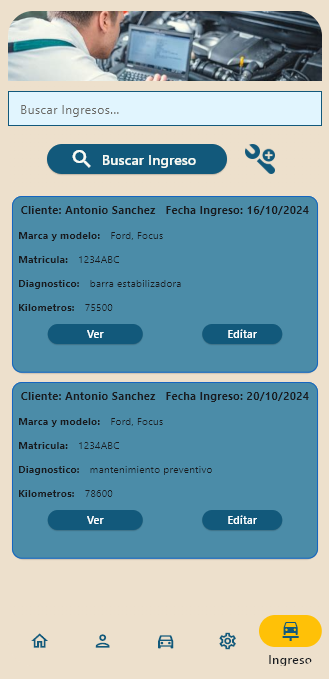 Buscar Ingresos...
Buscar Ingreso
Cliente: Antonio Sanchez Fecha Ingreso: 16/10/2024
Marca y modelo: Ford, Focus
Matricula: 1234ABC
Diagnostico: barra estabilizadora
Kilometros: 75500
Ver Editar
Cliente: Antonio Sanchez Fecha Ingreso: 20/10/2024
Marca y modelo: Ford, Focus
Matricula: 1234ABC
Diagnostico: mantenimiento preventivo
Kilometros: 78600
Ver Editar
Ingreso